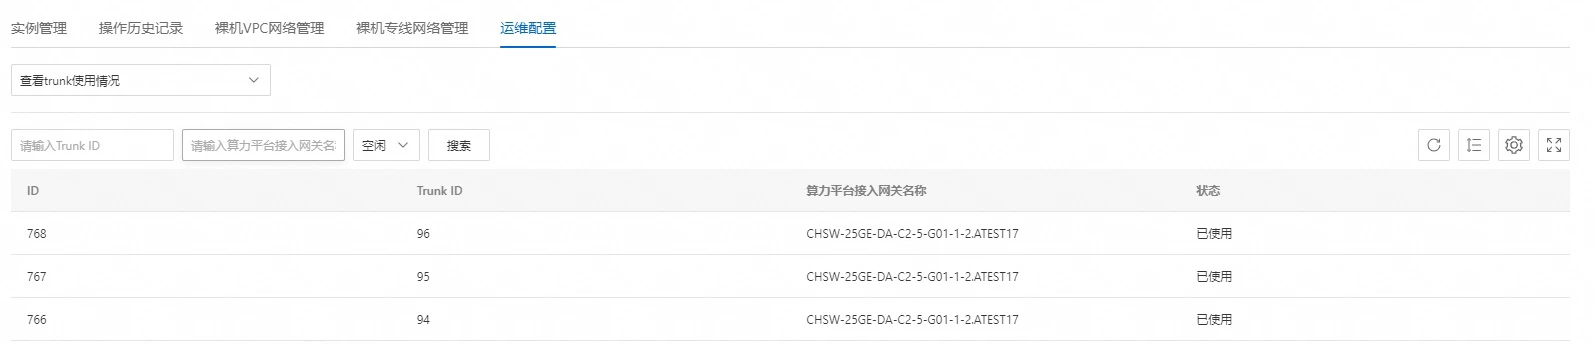 实例管理 操作历史记录 裸机VPC网络管理 裸机专线网络管理 运维配置
查看trunk使用情况
请输入Trunk ID 请输入算力平台接入网关名 空闲 搜索
ID Trunk ID 算力平台接入网关名称 状态
768 96 CHSW-25GE-DA-C2-5-G01-1-2.ATEST17 已使用
767 95 CHSW-25GE-DA-C2-5-G01-1-2.ATEST17 已使用
766 94 CHSW-25GE-DA-C2-5-G01-1-2.ATEST17 已使用